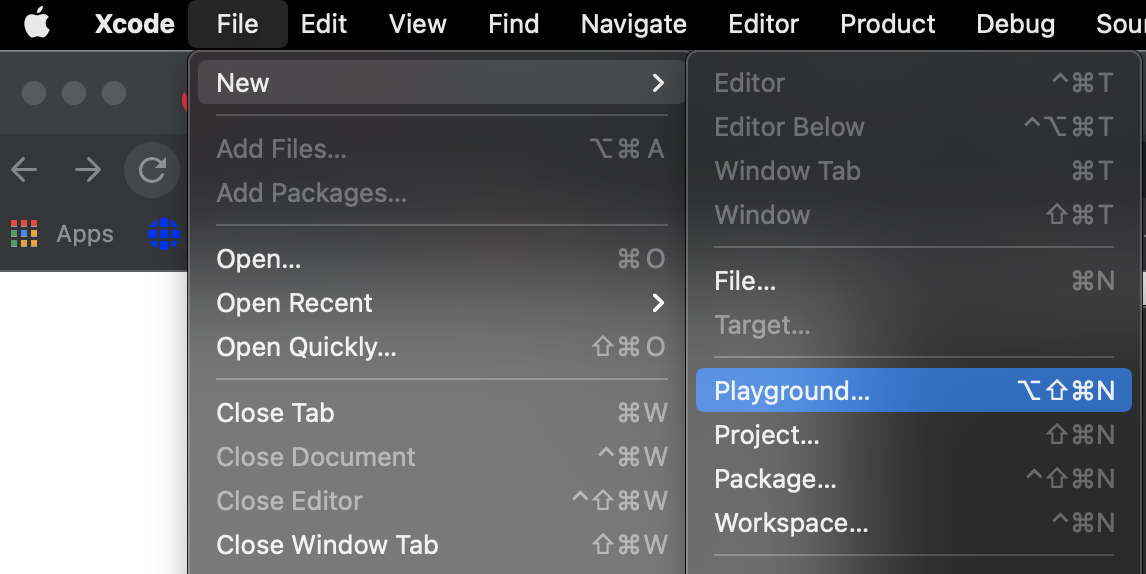 Xcode File Edit View Find Navigate Editor Product Debug Sou
New
Add Files... ⌥⌘A
Add Packages...
Open... ⌘O
Open Recent
Open Quickly... ⇧⌘O
Close Tab ⌘W
Close Document ^⌘W
Close Editor ^⇧⌘W
Close Window Tab ⇧⌘W
Editor ^⌘T
Editor Below ^⌥⌘T
Window Tab ⌘T
Window ⇧⌘T
File... ⌘N
Target...
Playground... ⌥⇧⌘N
Project... ⇧⌘N
Package... ^⇧⌘N
Workspace... ^⌘N
Apps